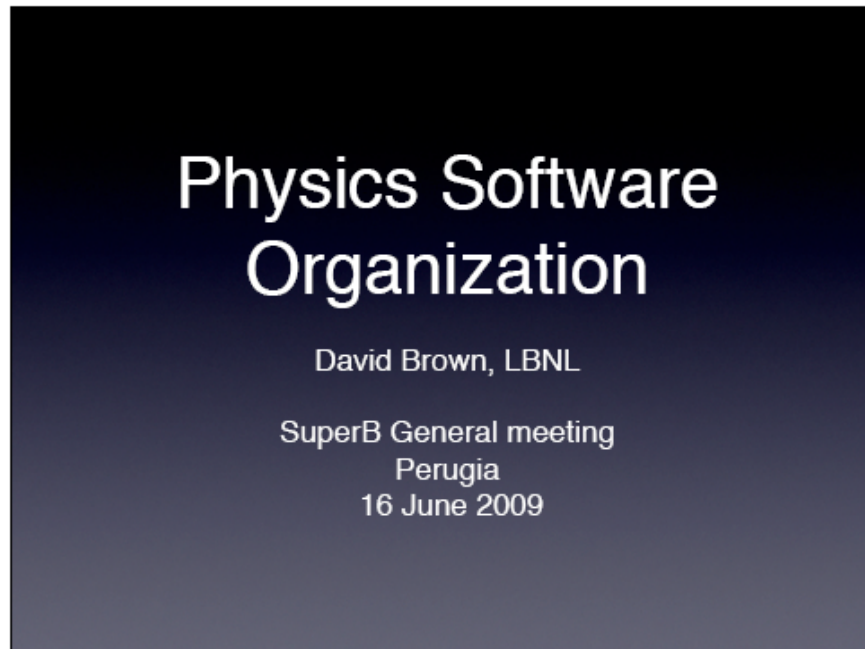 Physics Software
Organization
David Brown, LBNL
SuperB General meeting
Perugia
16 June 2009